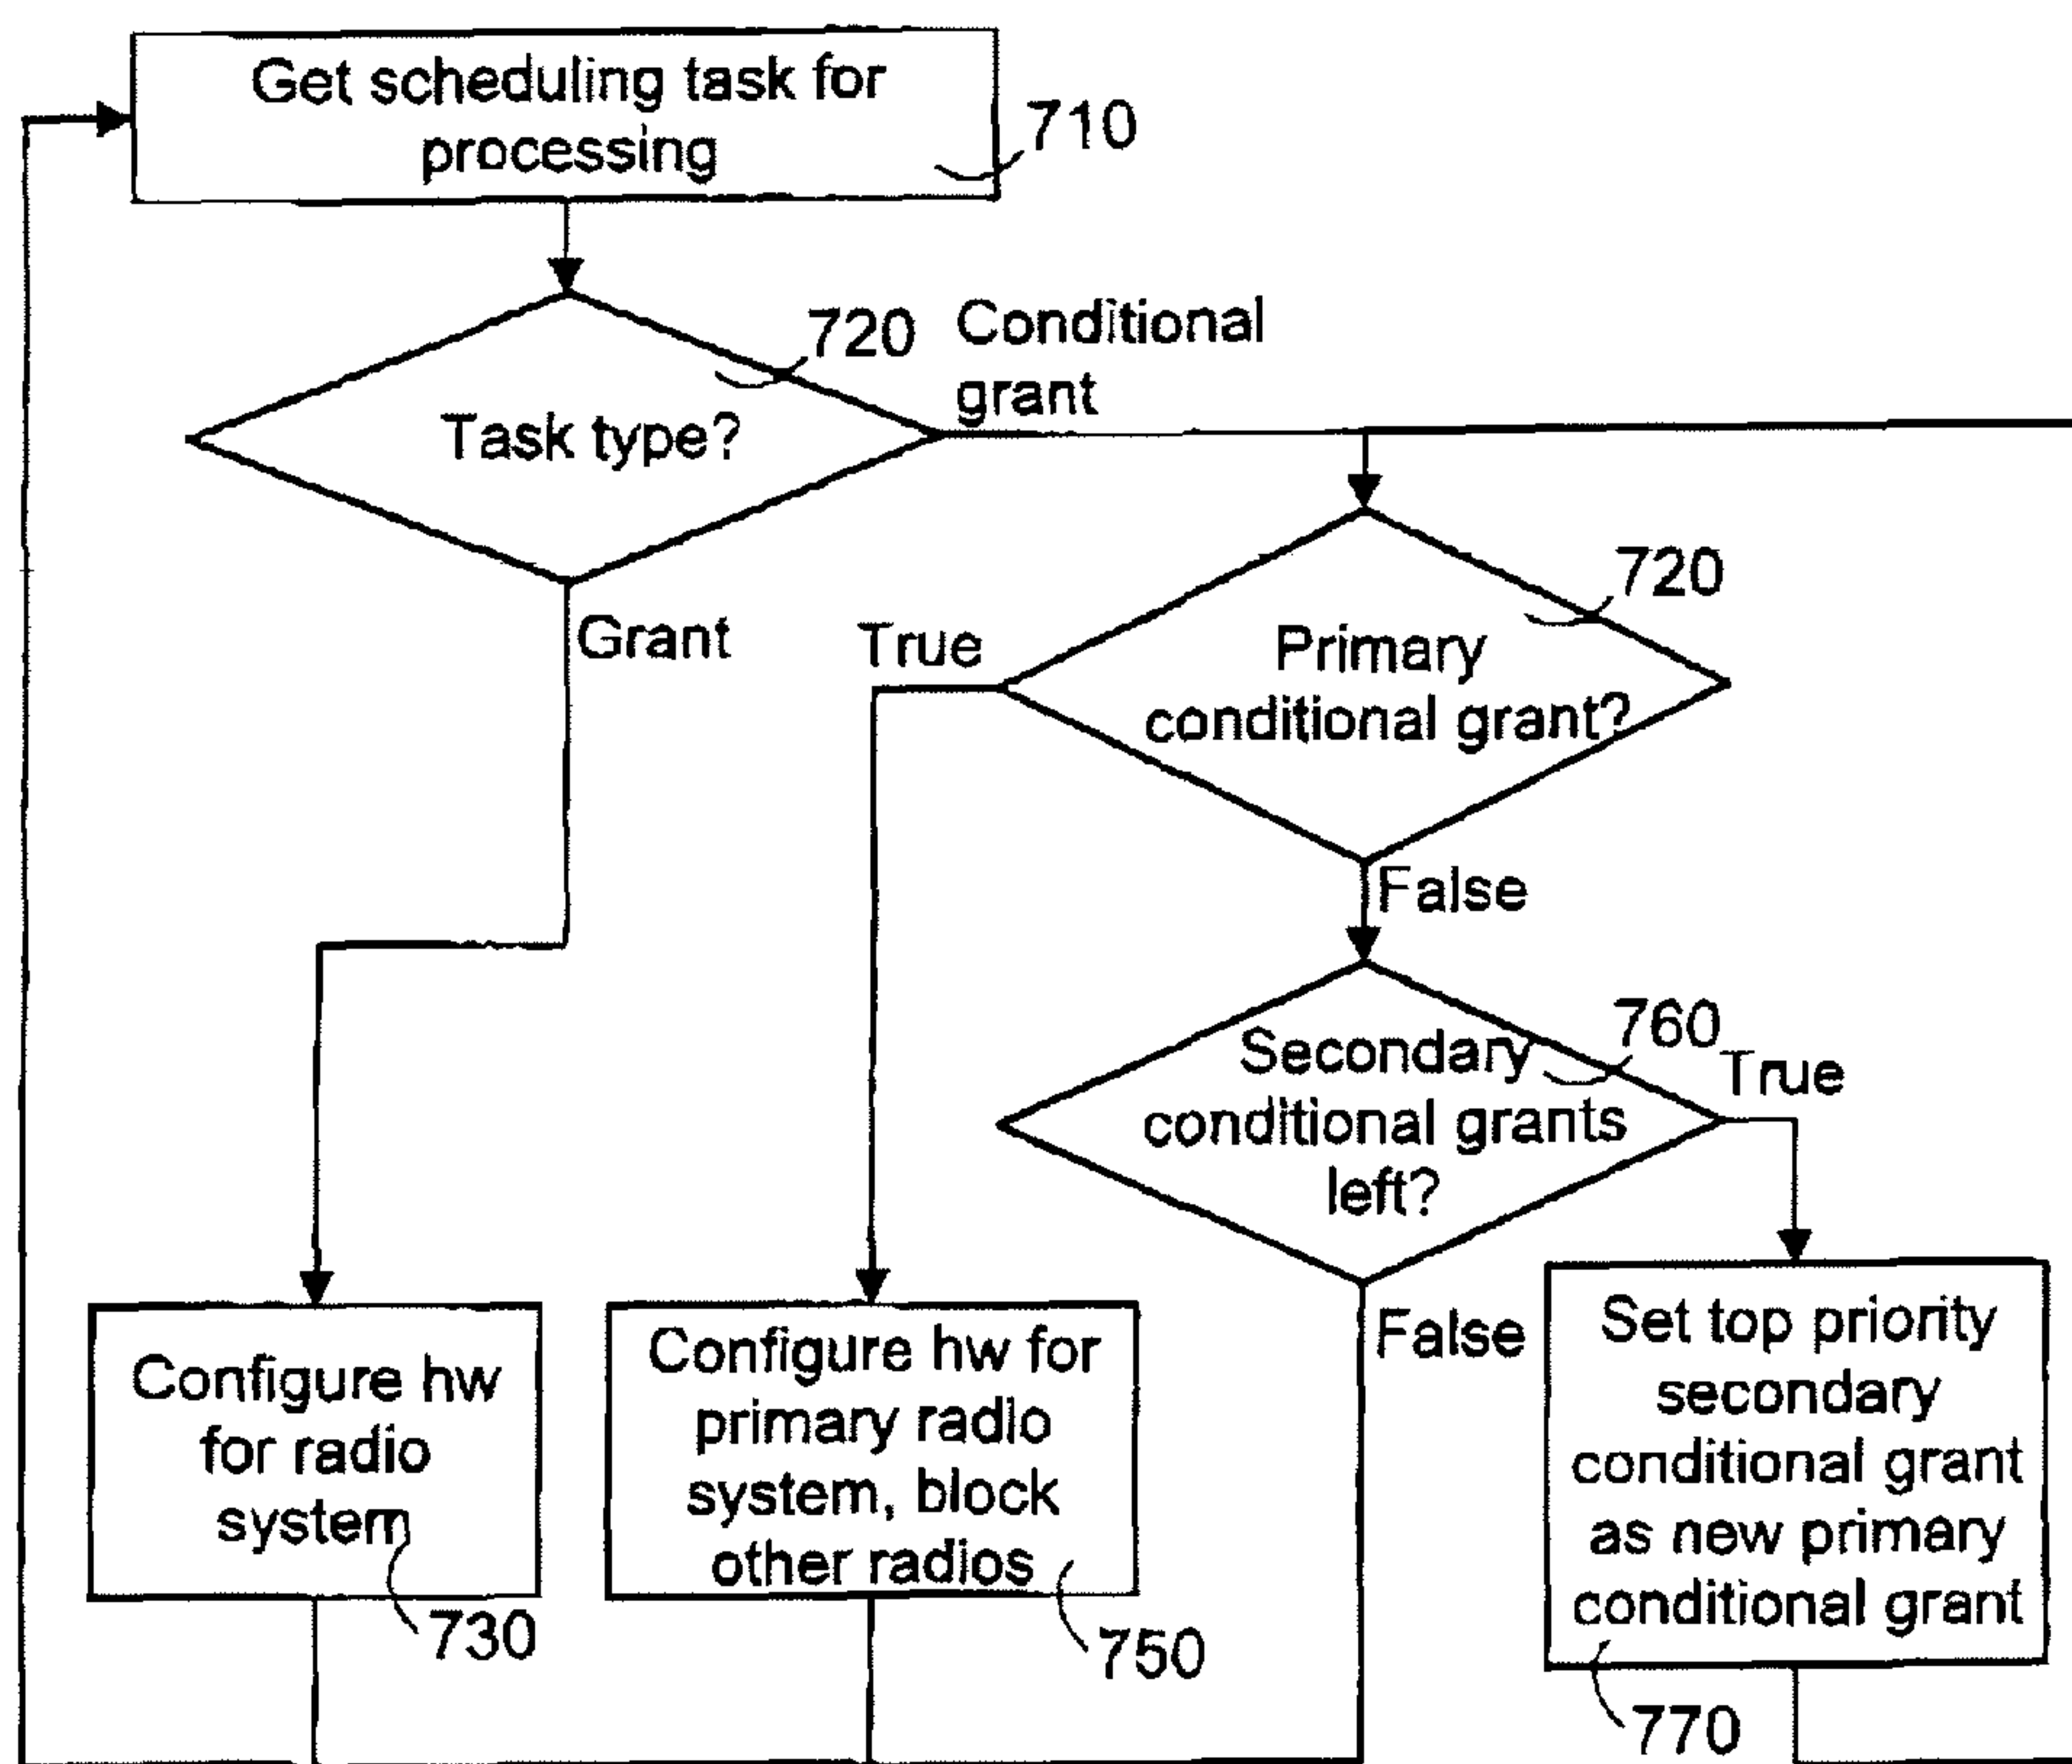 Get scheduling task for
processing
710
720
Conditional
grant
Task type?
Grant
True
720
Primary
conditional grant?
False
760
True
Secondary
conditional grants
left?
False
Configure hw
for radio
system
730
Configure hw for
primary radio
system, block
other radios
750
Set top priority
secondary
conditional grant
as new primary
conditional grant
770